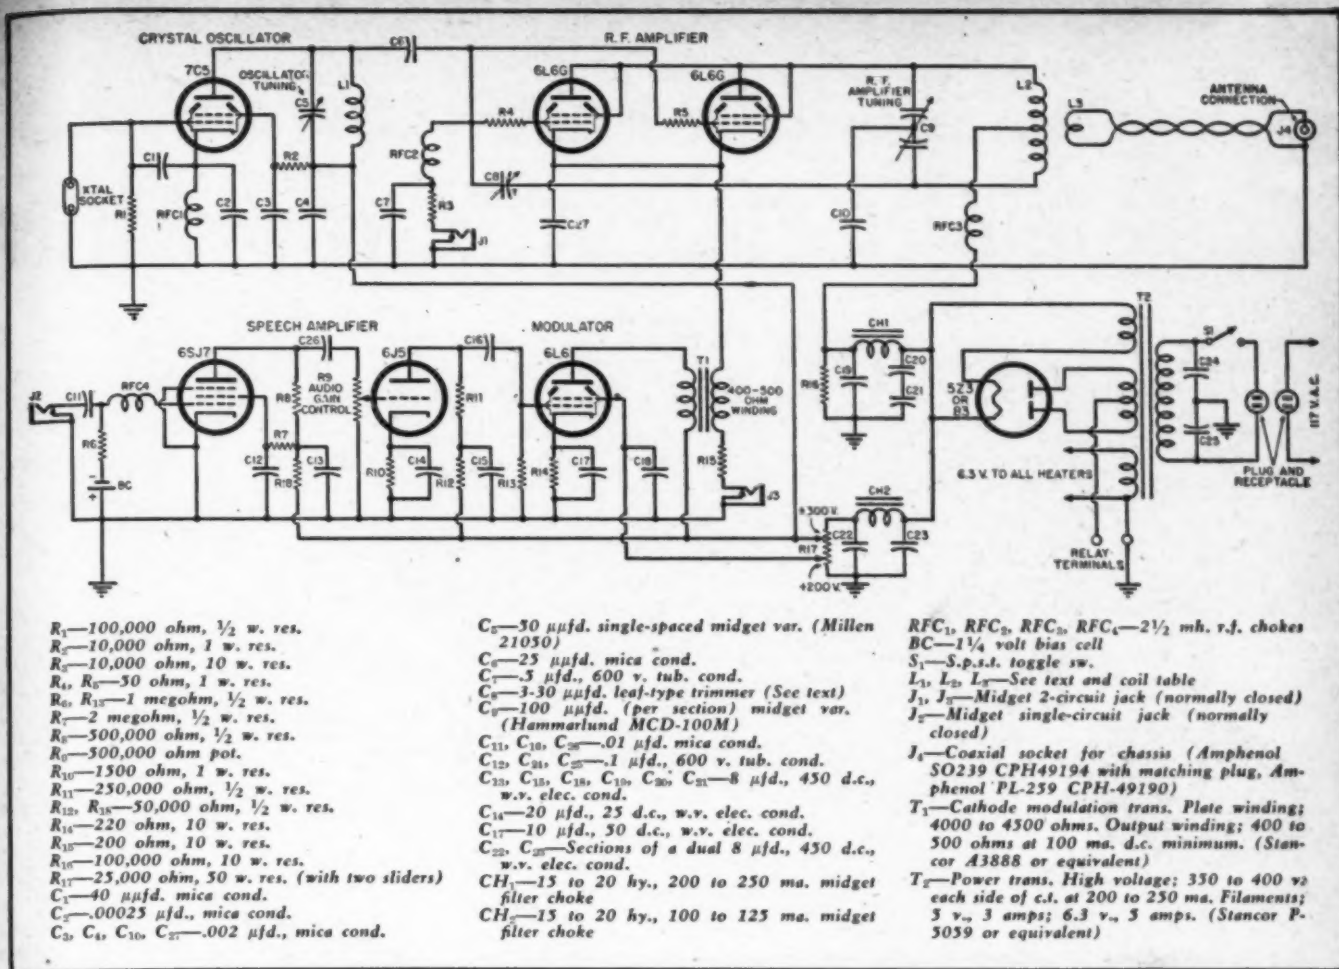 CRYSTAL OSCILLATOR
R.F. AMPLIFIER
7C5
OSCILLATOR
TUNING
C5
L1
C6
6L6G
6L6G
R.F.
AMPLIFIER
TUNING
L2
L3
ANTENNA
CONNECTION
J4
XTAL
SOCKET
R1
C1
RFC1
C2
C3
R2
C4
RFC2
C7
R3
J1
R4
C8
R5
C27
C9
C10
RFC3
SPEECH AMPLIFIER
MODULATOR
6SJ7
C26
R9
AUDIO
GAIN
CONTROL
6J5
C16
6L6
T1
400-500
OHM
WINDING
J2
C11
RFC4
R6
BC
R8
R7
C12
R18
C13
R10
C14
R11
R12
C15
R13
R14
C17
C18
R15
J3
CH1
R16
C19
C20
C21
5Z3
OR
83
T2
S1
C24
C25
117 V.A.C.
PLUG AND
RECEPTACLE
6.3 V. TO ALL HEATERS
CH2
+300V.
R17
C22
C23
+200V.
RELAY
TERMINALS
R1—100,000 ohm, 1/2 w. res.
R2—10,000 ohm, 1 w. res.
R3—10,000 ohm, 10 w. res.
R4, R5—50 ohm, 1 w. res.
R6, R13—1 megohm, 1/2 w. res.
R7—2 megohm, 1/2 w. res.
R8—500,000 ohm, 1/2 w. res.
R9—500,000 ohm pot.
R10—1500 ohm, 1 w. res.
R11—250,000 ohm, 1/2 w. res.
R12, R18—50,000 ohm, 1/2 w. res.
R14—220 ohm, 10 w. res.
R15—200 ohm, 10 w. res.
R16—100,000 ohm, 10 w. res.
R17—25,000 ohm, 50 w. res. (with two sliders)
C1—40 μμfd. mica cond.
C2—.00025 μfd., mica cond.
C3, C4, C10, C27—.002 μfd., mica cond.
C5—50 μμfd. single-spaced midget var. (Millen
21050)
C6—25 μμfd. mica cond.
C7—.5 μfd., 600 v. tub. cond.
C8—3-30 μμfd. leaf-type trimmer (See text)
C9—100 μμfd. (per section) midget var.
(Hammarlund MCD-100M)
C11, C16, C26—.01 μfd. mica cond.
C12, C24, C25—.1 μfd., 600 v. tub. cond.
C13, C15, C18, C19, C20, C21—8 μfd., 450 d.c.,
w.v. elec. cond.
C14—20 μfd., 25 d.c., w.v. elec. cond.
C17—10 μfd., 50 d.c., w.v. elec. cond.
C22, C23—Sections of a dual 8 μfd., 450 d.c.,
w.v. elec. cond.
CH1—15 to 20 hy., 200 to 250 ma. midget
filter choke
CH2—15 to 20 hy., 100 to 125 ma. midget
filter choke
RFC1, RFC2, RFC3, RFC4—2 1/2 mh. r.f. chokes
BC—1 1/4 volt bias cell
S1—S.p.s.t. toggle sw.
L1, L2, L3—See text and coil table
J1, J3—Midget 2-circuit jack (normally closed)
J2—Midget single-circuit jack (normally
closed)
J4—Coaxial socket for chassis (Amphenol
SO239 CPH49194 with matching plug, Am-
phenol PL-259 CPH-49190)
T1—Cathode modulation trans. Plate winding;
4000 to 4500 ohms. Output winding; 400 to
500 ohms at 100 ma. d.c. minimum. (Stan-
cor A3888 or equivalent)
T2—Power trans. High voltage; 350 to 400 v.
each side of c.t. at 200 to 250 ma. Filaments;
5 v., 3 amps; 6.3 v., 5 amps. (Stancor P-
5059 or equivalent)